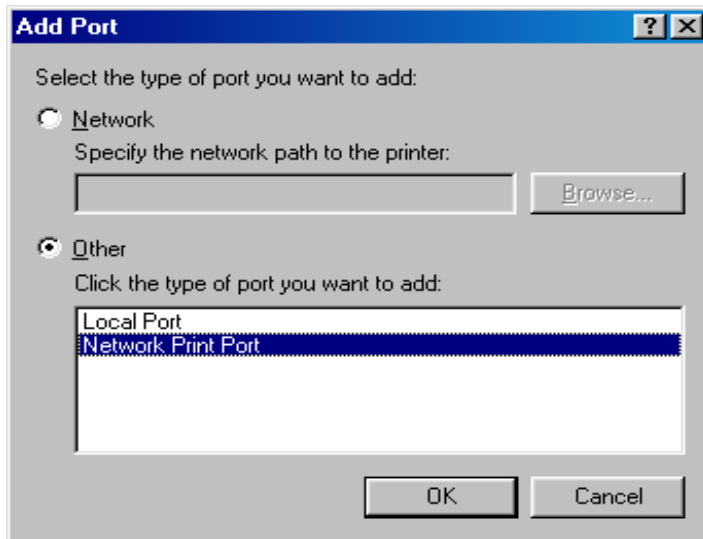 Add Port
Select the type of port you want to add:
Network
Specify the network path to the printer:
Browse...
Other
Click the type of port you want to add:
Local Port
Network Print Port
OK Cancel